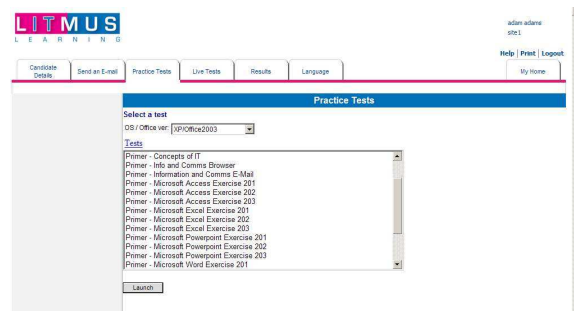 LITMUS
LEARNING
adam adams
site1
Help | Print | Logout
Candidate Details
Send an E-mail
Practice Tests
Live Tests
Results
Language
My Home
Practice Tests
Select a test
OS / Office ver: XP/Office2003
Tests
Primer - Concepts of IT
Primer - Info and Comms Browser
Primer - Information and Comms E-Mail
Primer - Microsoft Access Exercise 201
Primer - Microsoft Access Exercise 202
Primer - Microsoft Access Exercise 203
Primer - Microsoft Excel Exercise 201
Primer - Microsoft Excel Exercise 202
Primer - Microsoft Excel Exercise 203
Primer - Microsoft Powerpoint Exercise 201
Primer - Microsoft Powerpoint Exercise 202
Primer - Microsoft Powerpoint Exercise 203
Primer - Microsoft Word Exercise 201
Launch